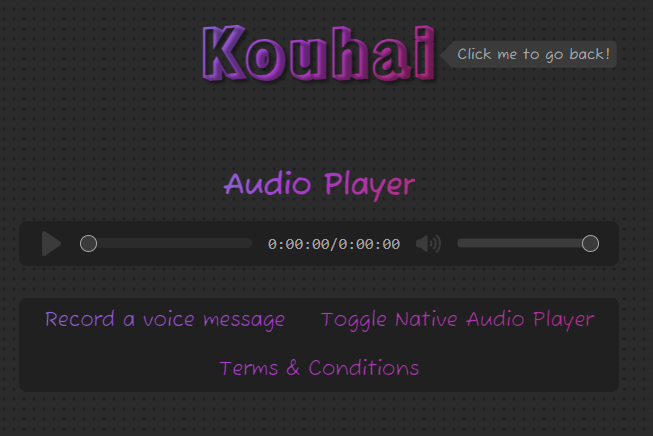 Kouhai
Click me to go back!
Audio Player
0:00:00/0:00:00
Record a voice message
Toggle Native Audio Player
Terms & Conditions